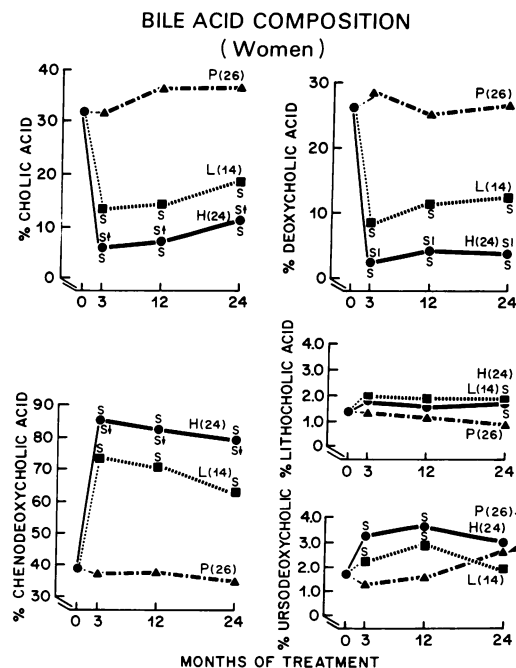 BILE ACID COMPOSITION
(Women)
% CHOLIC ACID
40
30
20
10
0
P(26)
L(14)
H(24)
S
S
S
S‡
S‡
S‡
S
S
S
0 3 12 24
% DEOXYCHOLIC ACID
30
20
10
0
P(26)
L(14)
H(24)
S
S
S
S
S
S
0 3 12 24
% CHENODEOXYCHOLIC ACID
90
80
70
60
50
40
30
H(24)
L(14)
P(26)
S
S
S
S‡
S‡
S‡
S
S
S
0 3 12 24
% LITHOCHOLIC ACID
4.0
3.0
2.0
1.0
0
H(24)
L(14)
P(26)
S
S
S
S
0 3 12 24
% URSODEOXYCHOLIC
4.0
3.0
2.0
1.0
0
P(26)
H(24)
L(14)
S
S
S
S
0 3 12 24
MONTHS OF TREATMENT